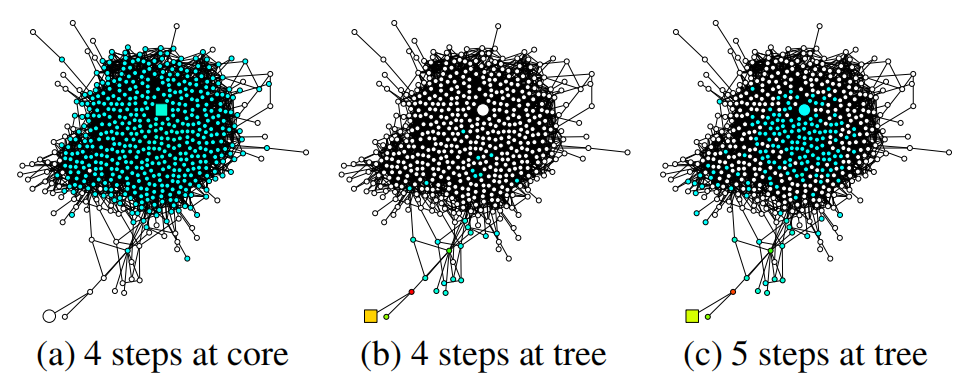 (a) 4 steps at core
(b) 4 steps at tree
(c) 5 steps at tree